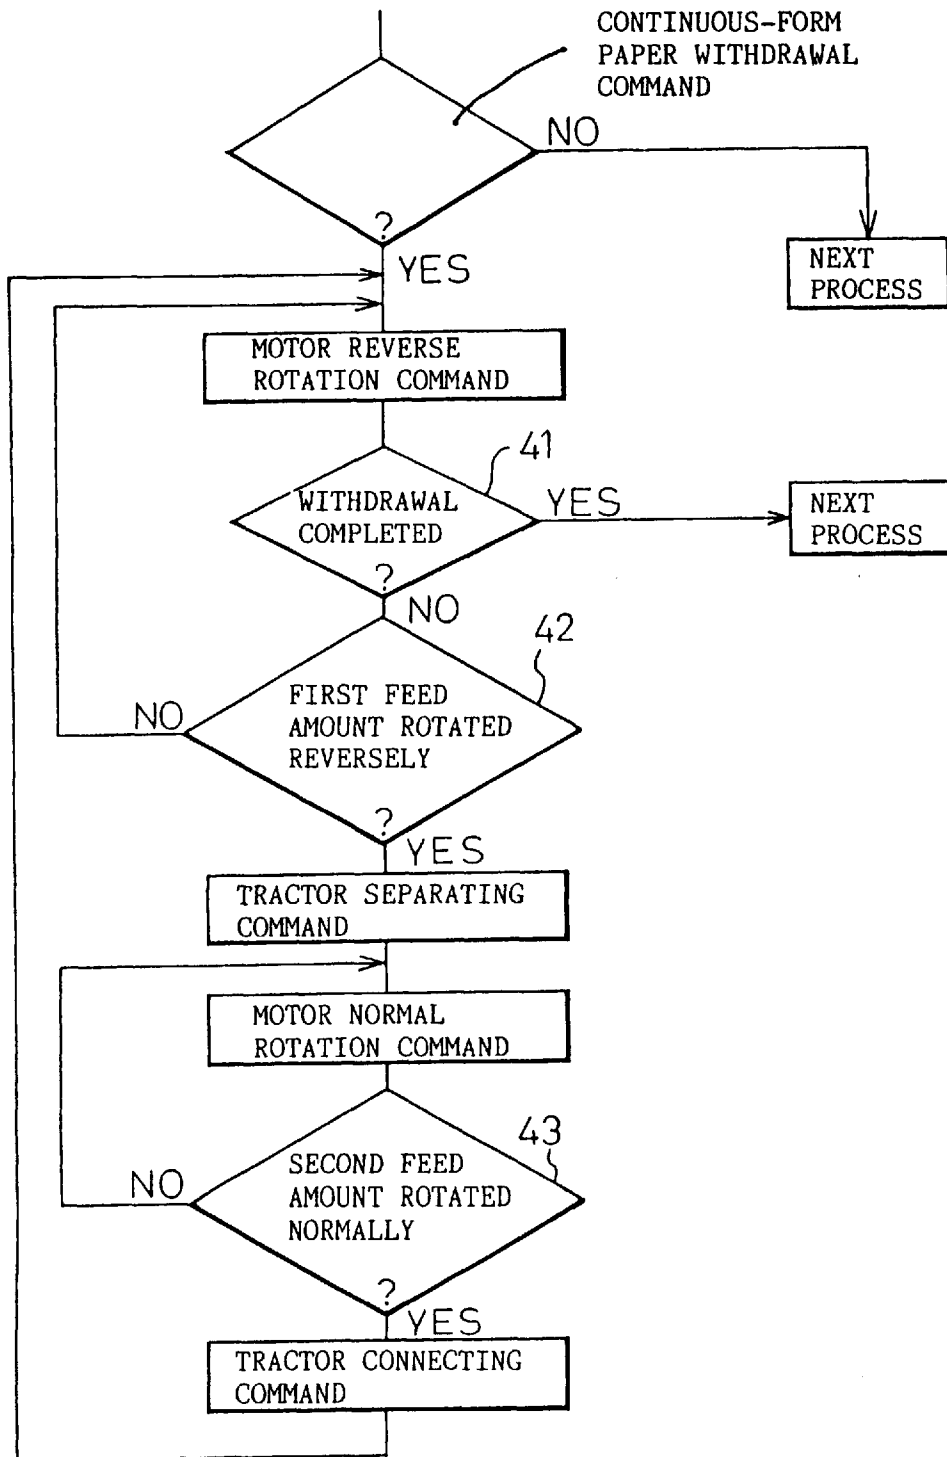 CONTINUOUS-FORM
PAPER WITHDRAWAL
COMMAND
NO
?
YES
NEXT
PROCESS
MOTOR REVERSE
ROTATION COMMAND
41
WITHDRAWAL
COMPLETED
?
YES
NEXT
PROCESS
NO
42
FIRST FEED
AMOUNT ROTATED
REVERSELY
?
NO
YES
TRACTOR SEPARATING
COMMAND
MOTOR NORMAL
ROTATION COMMAND
43
SECOND FEED
AMOUNT ROTATED
NORMALLY
?
NO
YES
TRACTOR CONNECTING
COMMAND